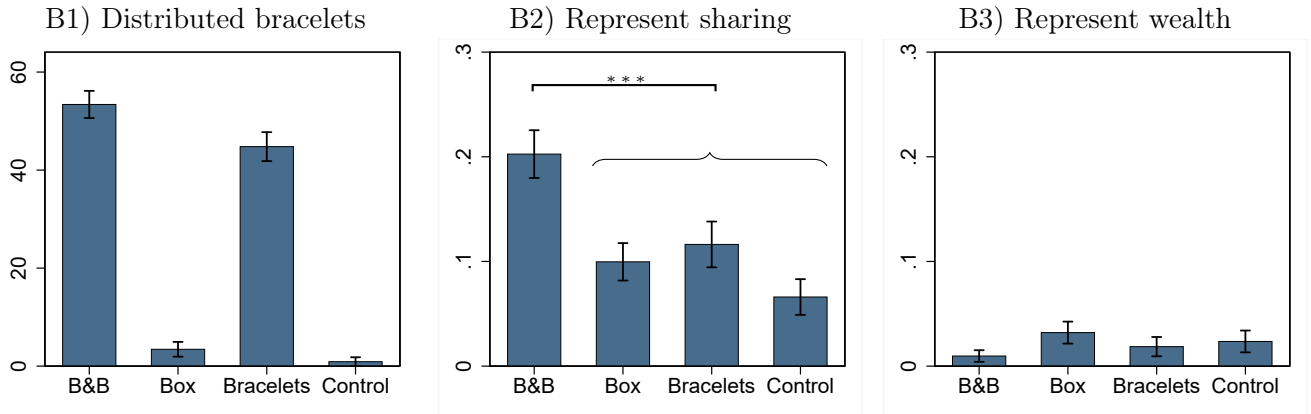 B1) Distributed bracelets
60
40
20
0
B&B Box Bracelets Control
B2) Represent sharing
.3
.2
.1
0
***
B&B Box Bracelets Control
B3) Represent wealth
.3
.2
.1
0
B&B Box Bracelets Control